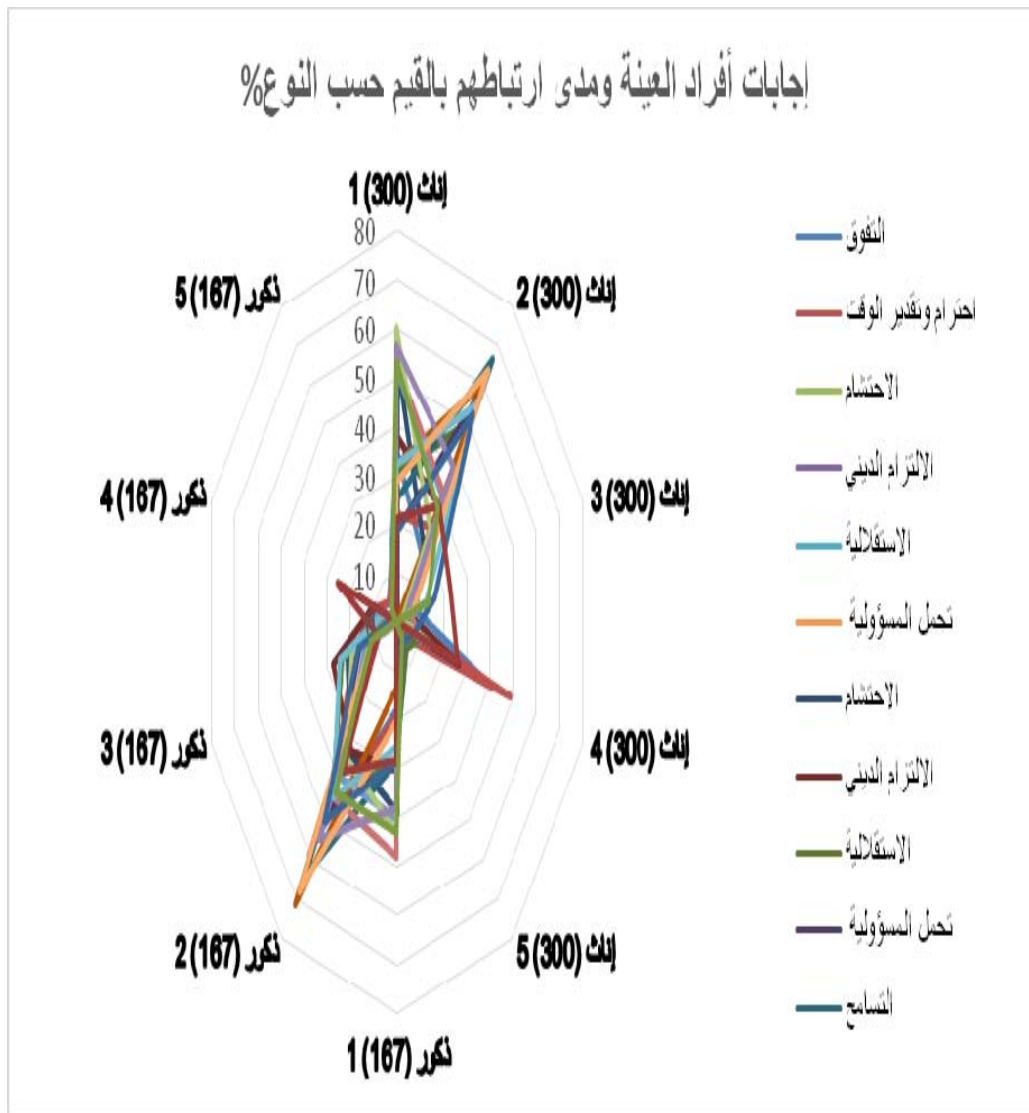 إجابات أفراد العينة ومدى ارتباطهم بالقيم حسب النوع%
إناث (300) 1
إناث (300) 2
إناث (300) 3
إناث (300) 4
إناث (300) 5
ذكور (167) 1
ذكور (167) 2
ذكور (167) 3
ذكور (167) 4
ذكور (167) 5
80
70
60
50
40
30
20
10
التفوق
احترام وتقدير الوقت
الاحتشام
الالتزام الديني
الاستقلالية
تحمل المسؤولية
الاحتشام
الالتزام الديني
الاستقلالية
تحمل المسؤولية
التسامح